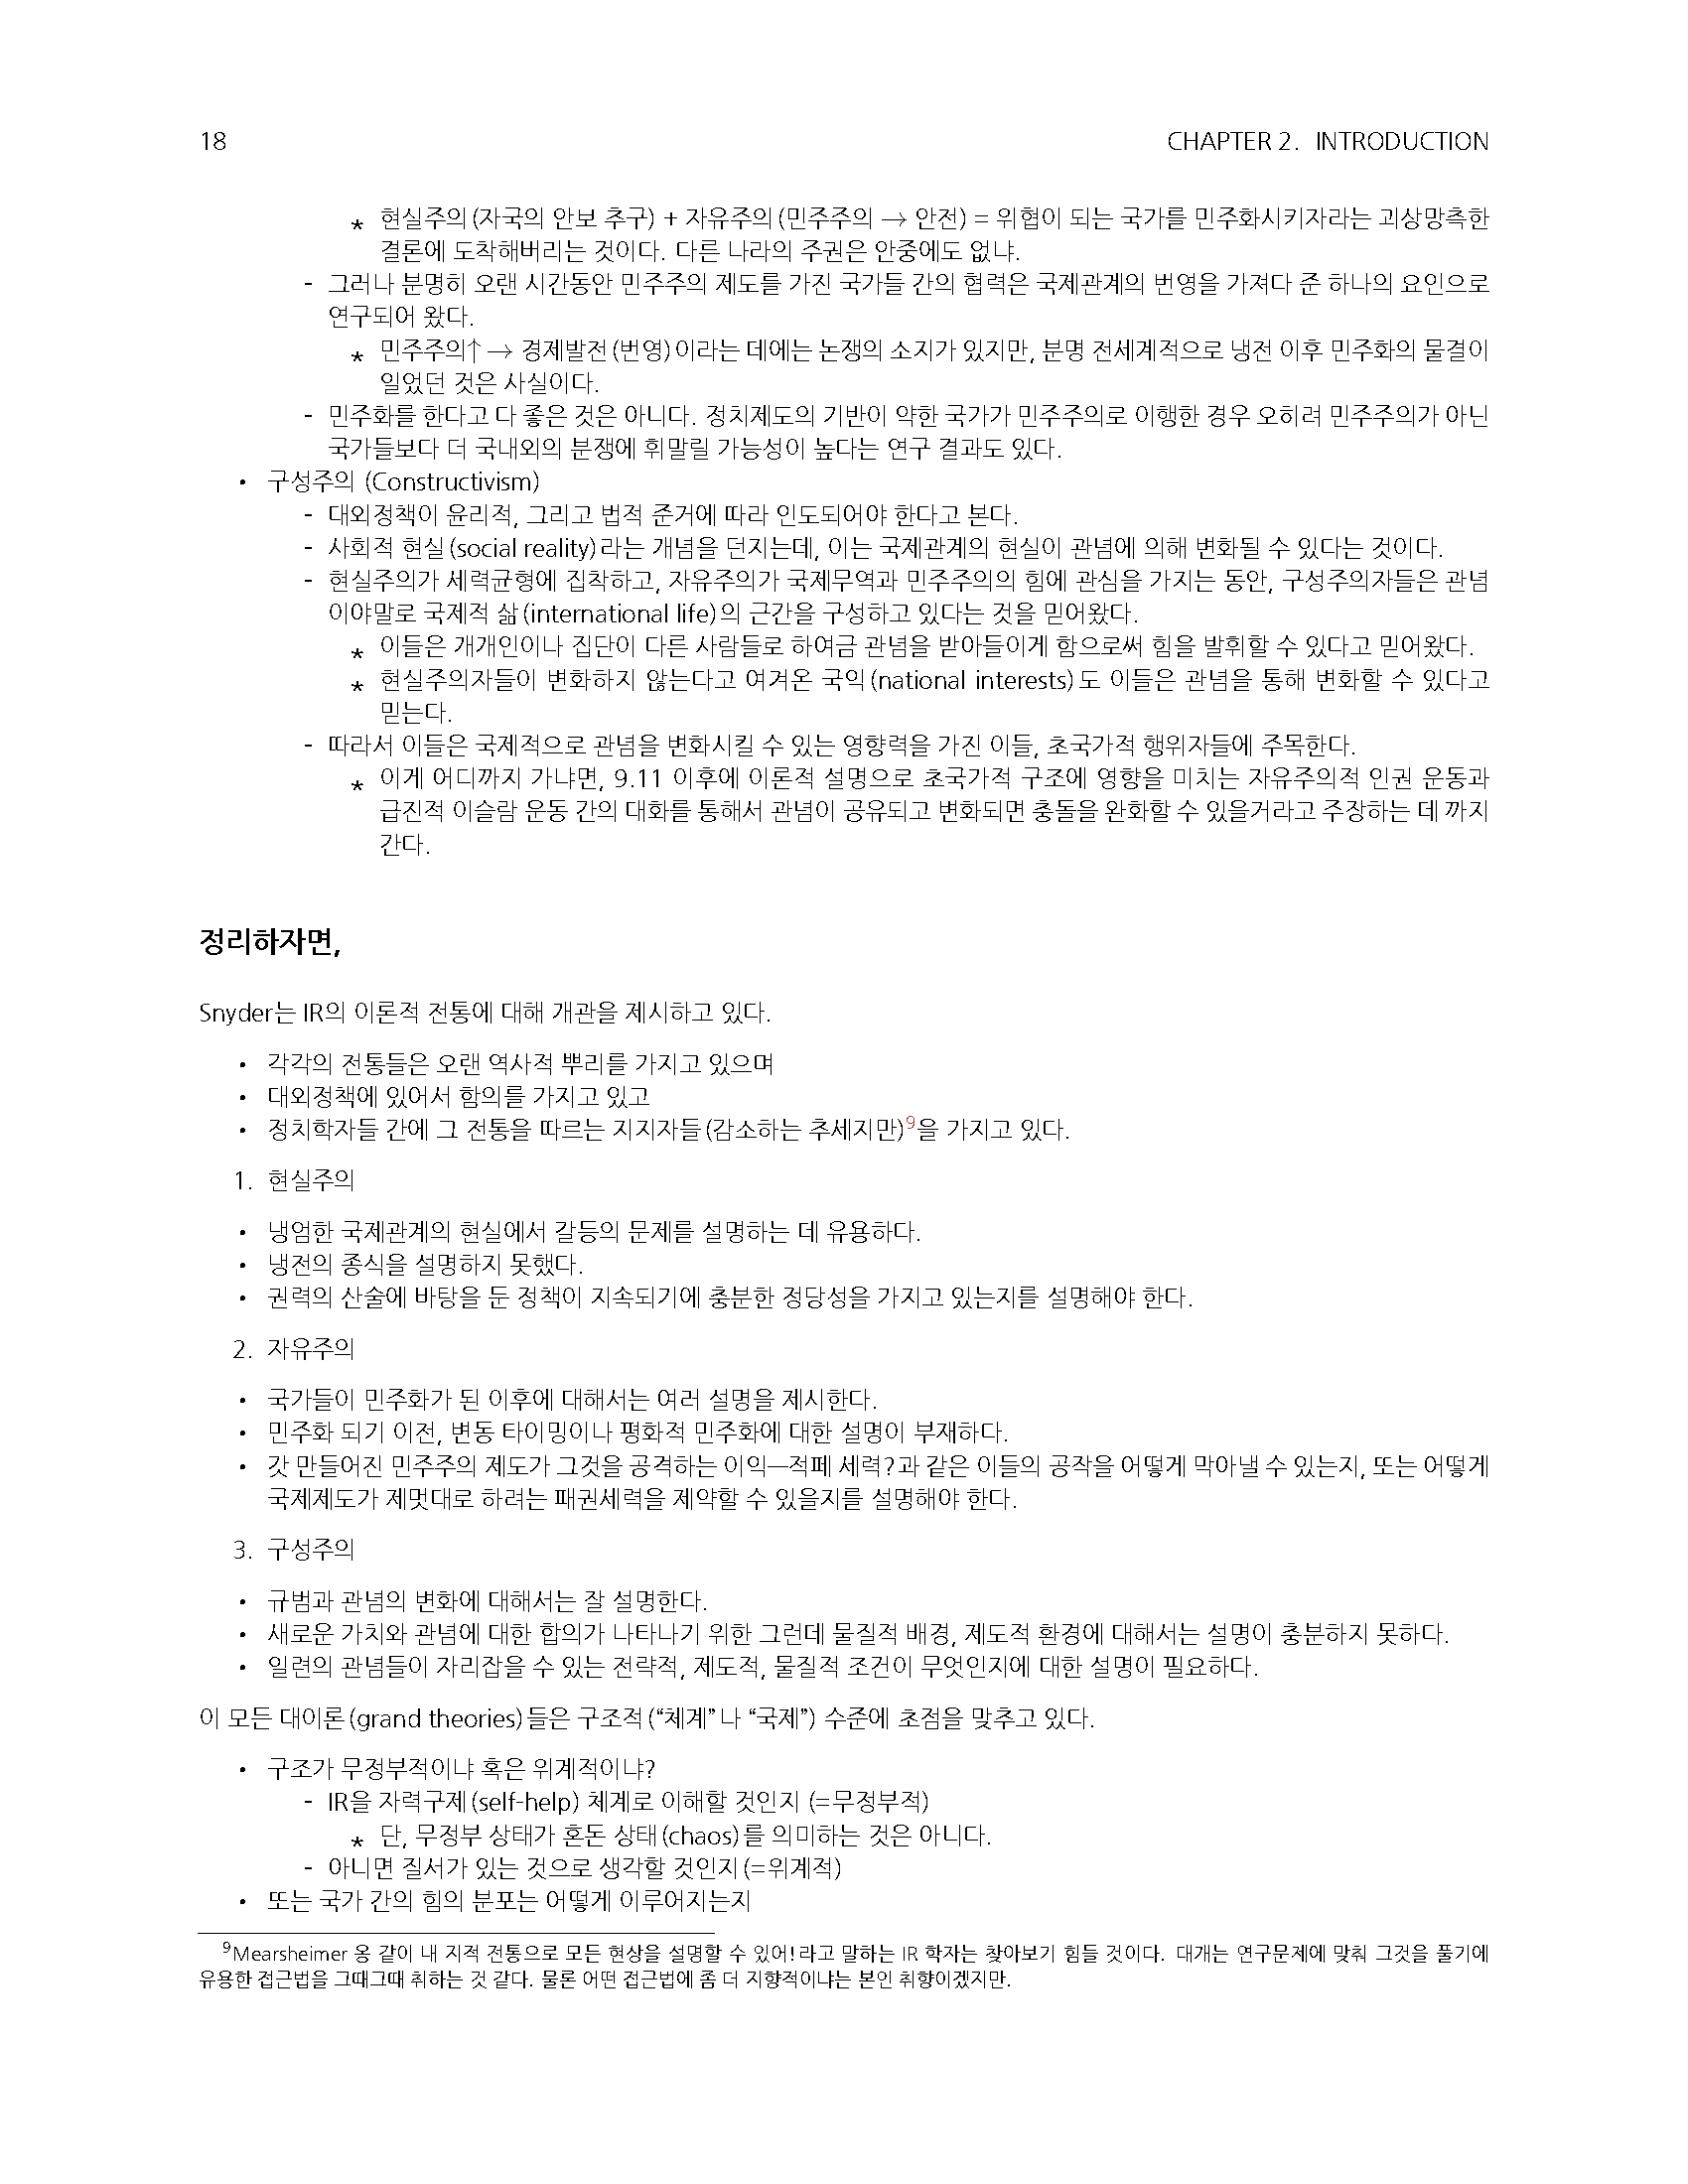 18
CHAPTER 2. INTRODUCTION
* 현실주의(자국의 안보 추구) + 자유주의(민주주의 → 안전) = 위협이 되는 국가를 민주화시키자라는 괴상망측한
결론에 도착해버리는 것이다. 다른 나라의 주권은 안중에도 없냐.
- 그러나 분명히 오랜 시간동안 민주주의 제도를 가진 국가들 간의 협력은 국제관계의 번영을 가져다 준 하나의 요인으로
연구되어 왔다.
* 민주주의↑ → 경제발전(번영)이라는 데에는 논쟁의 소지가 있지만, 분명 전세계적으로 냉전 이후 민주화의 물결이
일었던 것은 사실이다.
- 민주화를 한다고 다 좋은 것은 아니다. 정치제도의 기반이 약한 국가가 민주주의로 이행한 경우 오히려 민주주의가 아닌
국가들보다 더 국내외의 분쟁에 휘말릴 가능성이 높다는 연구 결과도 있다.
• 구성주의 (Constructivism)
- 대외정책이 윤리적, 그리고 법적 준거에 따라 인도되어야 한다고 본다.
- 사회적 현실(social reality)라는 개념을 던지는데, 이는 국제관계의 현실이 관념에 의해 변화될 수 있다는 것이다.
- 현실주의가 세력균형에 집착하고, 자유주의가 국제무역과 민주주의의 힘에 관심을 가지는 동안, 구성주의자들은 관념
이야말로 국제적 삶(international life)의 근간을 구성하고 있다는 것을 믿어왔다.
* 이들은 개개인이나 집단이 다른 사람들로 하여금 관념을 받아들이게 함으로써 힘을 발휘할 수 있다고 믿어왔다.
* 현실주의자들이 변화하지 않는다고 여겨온 국익(national interests)도 이들은 관념을 통해 변화할 수 있다고
믿는다.
- 따라서 이들은 국제적으로 관념을 변화시킬 수 있는 영향력을 가진 이들, 초국가적 행위자들에 주목한다.
* 이게 어디까지 가냐면, 9.11 이후에 이론적 설명으로 초국가적 구조에 영향을 미치는 자유주의적 인권 운동과
급진적 이슬람 운동 간의 대화를 통해서 관념이 공유되고 변화되면 충돌을 완화할 수 있을거라고 주장하는 데 까지
간다.
정리하자면,
Snyder는 IR의 이론적 전통에 대해 개관을 제시하고 있다.
• 각각의 전통들은 오랜 역사적 뿌리를 가지고 있으며
• 대외정책에 있어서 함의를 가지고 있고
• 정치학자들 간에 그 전통을 따르는 지지자들(감소하는 추세지만)9을 가지고 있다.
1. 현실주의
• 냉엄한 국제관계의 현실에서 갈등의 문제를 설명하는 데 유용하다.
• 냉전의 종식을 설명하지 못했다.
• 권력의 산술에 바탕을 둔 정책이 지속되기에 충분한 정당성을 가지고 있는지를 설명해야 한다.
2. 자유주의
• 국가들이 민주화가 된 이후에 대해서는 여러 설명을 제시한다.
• 민주화 되기 이전, 변동 타이밍이나 평화적 민주화에 대한 설명이 부재하다.
• 갓 만들어진 민주주의 제도가 그것을 공격하는 이익—적페 세력?과 같은 이들의 공작을 어떻게 막아낼 수 있는지, 또는 어떻게
국제제도가 제멋대로 하려는 패권세력을 제약할 수 있을지를 설명해야 한다.
3. 구성주의
• 규범과 관념의 변화에 대해서는 잘 설명한다.
• 새로운 가치와 관념에 대한 합의가 나타나기 위한 그런데 물질적 배경, 제도적 환경에 대해서는 설명이 충분하지 못하다.
• 일련의 관념들이 자리잡을 수 있는 전략적, 제도적, 물질적 조건이 무엇인지에 대한 설명이 필요하다.
이 모든 대이론(grand theories)들은 구조적(“체계”나 “국제”) 수준에 초점을 맞추고 있다.
• 구조가 무정부적이냐 혹은 위계적이냐?
- IR을 자력구제(self-help) 체계로 이해할 것인지 (=무정부적)
* 단, 무정부 상태가 혼돈 상태(chaos)를 의미하는 것은 아니다.
- 아니면 질서가 있는 것으로 생각할 것인지(=위계적)
• 또는 국가 간의 힘의 분포는 어떻게 이루어지는지
9Mearsheimer 옹 같이 내 지적 전통으로 모든 현상을 설명할 수 있어!라고 말하는 IR 학자는 찾아보기 힘들 것이다. 대개는 연구문제에 맞춰 그것을 풀기에
유용한 접근법을 그때그때 취하는 것 같다. 물론 어떤 접근법에 좀 더 지향적이냐는 본인 취향이겠지만.